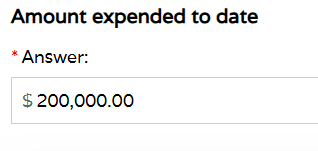 Amount expended to date
* Answer:
$ 200,000.00